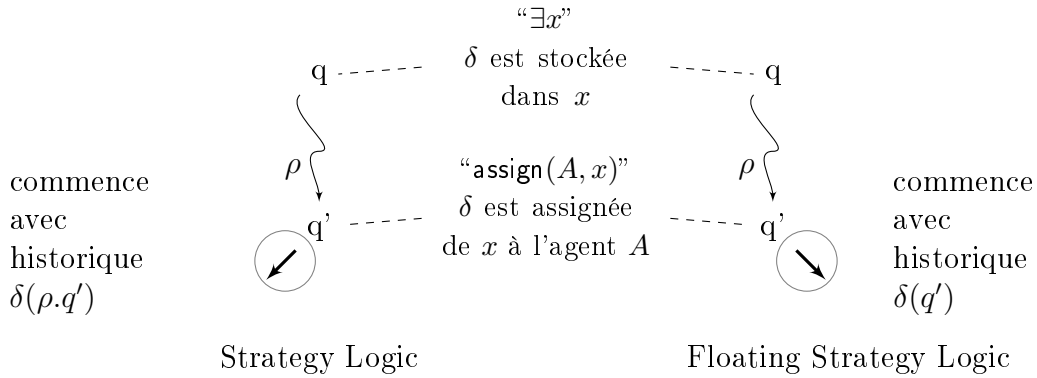 “∃x”
q
δ est stockée
q
dans x
ρ
ρ
“assign(A, x)”
commence
commence
δ est assignée
avec
avec
q'
q'
de x à l'agent A
historique
historique
δ(ρ.q′)
δ(q′)
Strategy Logic
Floating Strategy Logic